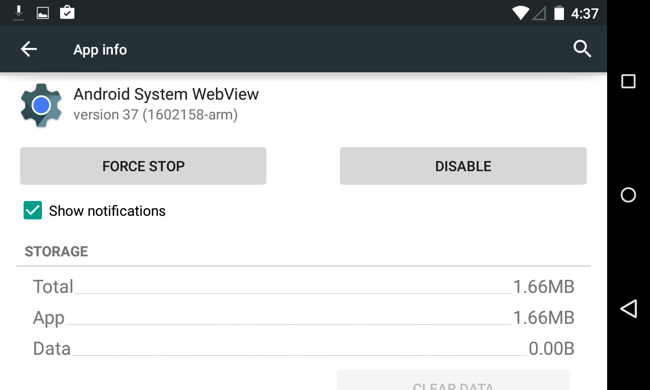 4:37
App info
Android System WebView
version 37 (1602158-arm)
FORCE STOP
DISABLE
Show notifications
STORAGE
Total 1.66MB
App 1.66MB
Data 0.00B
CLEAR DATA